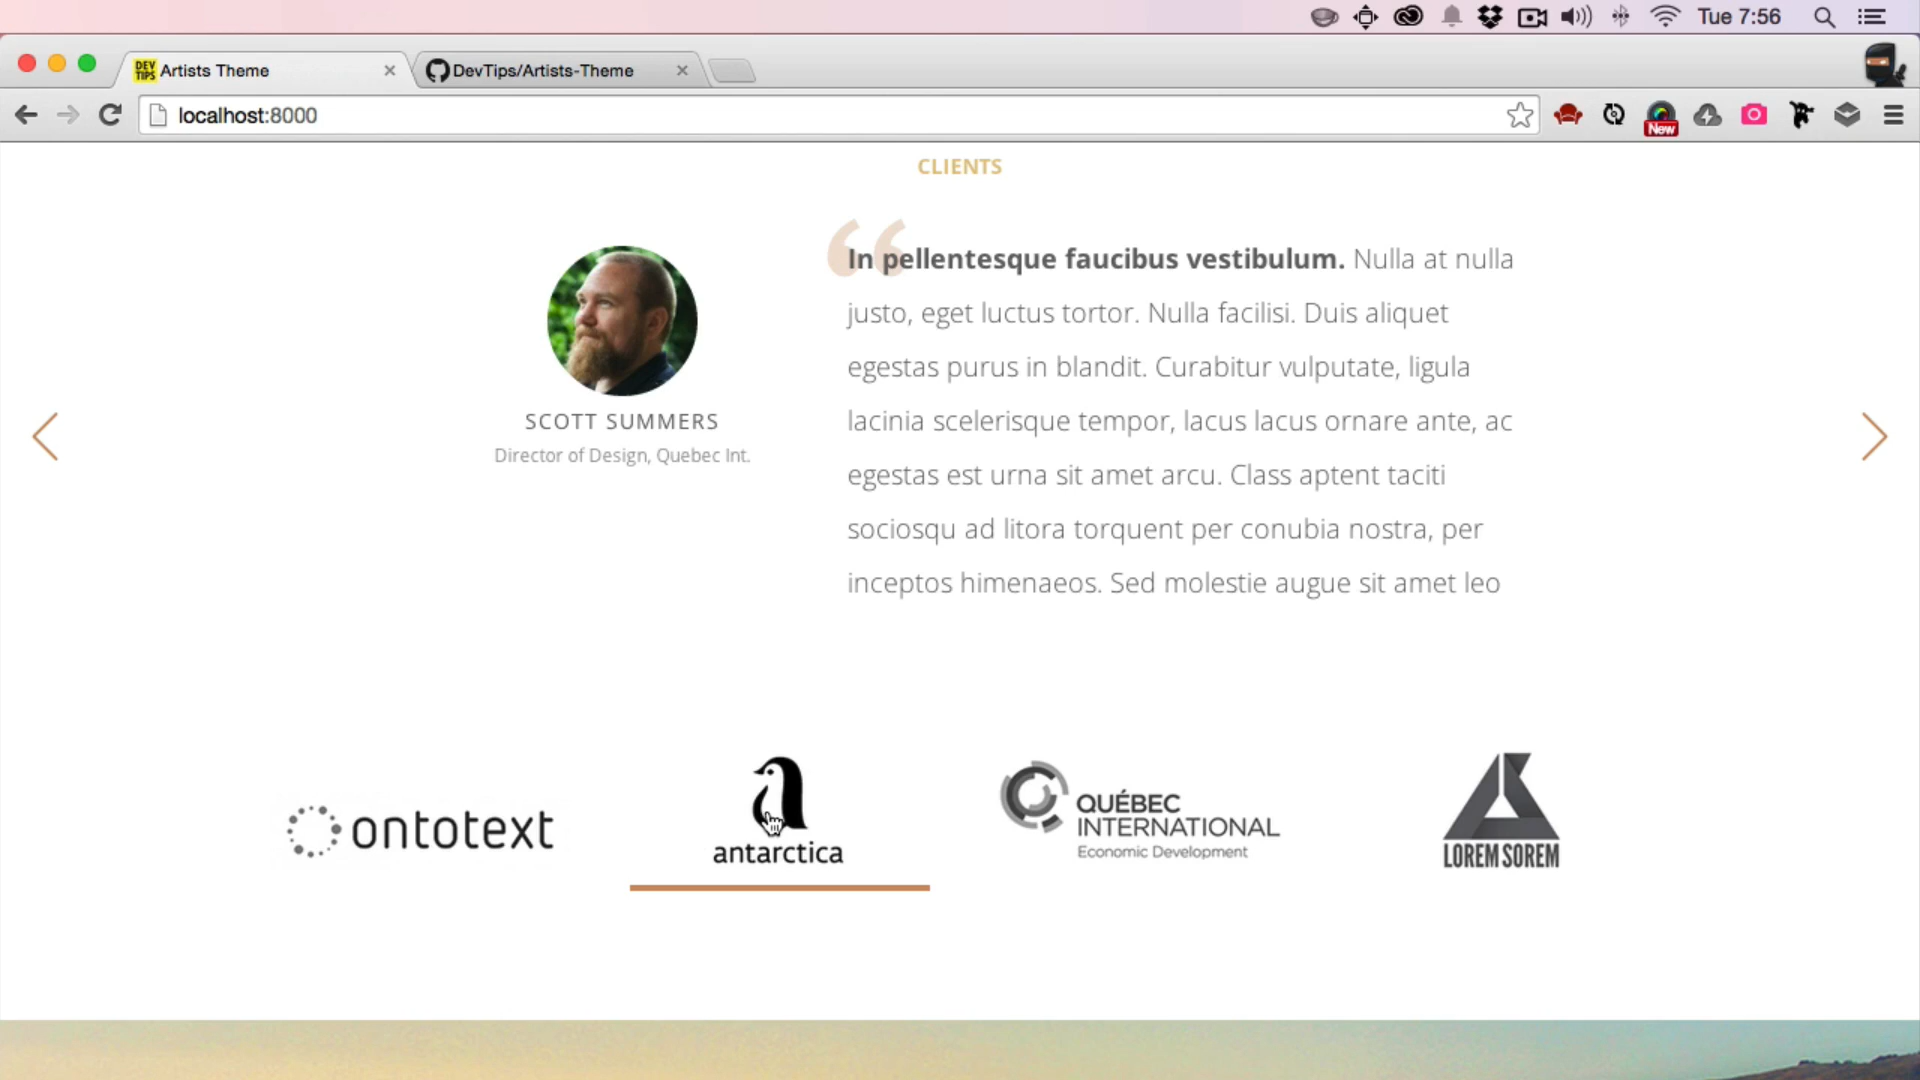 Tue 7:56
DEV TIPS Artists Theme
DevTips/Artists-Theme
localhost:8000
New
CLIENTS
“In pellentesque faucibus vestibulum. Nulla at nulla
justo, eget luctus tortor. Nulla facilisi. Duis aliquet
egestas purus in blandit. Curabitur vulputate, ligula
lacinia scelerisque tempor, lacus lacus ornare ante, ac
egestas est urna sit amet arcu. Class aptent taciti
sociosqu ad litora torquent per conubia nostra, per
inceptos himenaeos. Sed molestie augue sit amet leo
SCOTT SUMMERS
Director of Design, Quebec Int.
ontotext
antarctica
QUÉBEC
INTERNATIONAL
Economic Development
LOREM SOREM